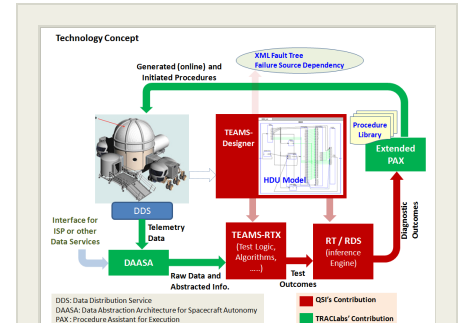 Technology Concept
XML Fault Tree
Failure Source Dependency
Generated (online) and
Initiated Procedures
TEAMS-
Designer
HDU Model
Procedure
Library
Extended
PAX
DDS
Interface for
ISP or other
Data Services
Telemetry
Data
DAASA
Raw Data and
Abstracted Info.
TEAMS-RTX
(Test Logic,
Algorithms,
.....)
Test
Outcomes
RT / RDS
(inference
Engine)
Diagnostic
Outcomes
DDS: Data Distribution Service
DAASA: Data Abstraction Architecture for Spacecraft Autonomy
PAX : Procedure Assistant for Execution
QSI's Contribution
TRACLabs' Contribution